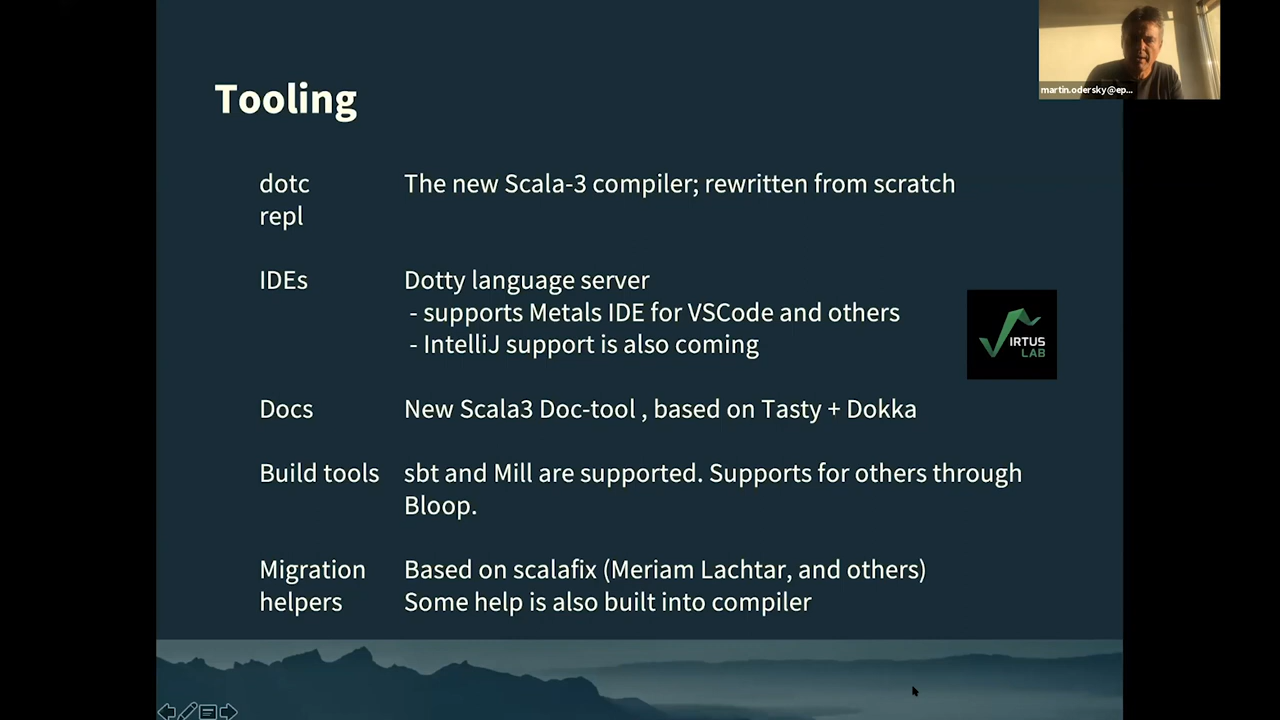 martin.odersky@ep...
Tooling
dotc The new Scala-3 compiler; rewritten from scratch
repl
IDEs Dotty language server
- supports Metals IDE for VSCode and others
- IntelliJ support is also coming
VIRTUS
LAB
Docs New Scala3 Doc-tool , based on Tasty + Dokka
Build tools sbt and Mill are supported. Supports for others through
Bloop.
Migration Based on scalafix (Meriam Lachtar, and others)
helpers Some help is also built into compiler